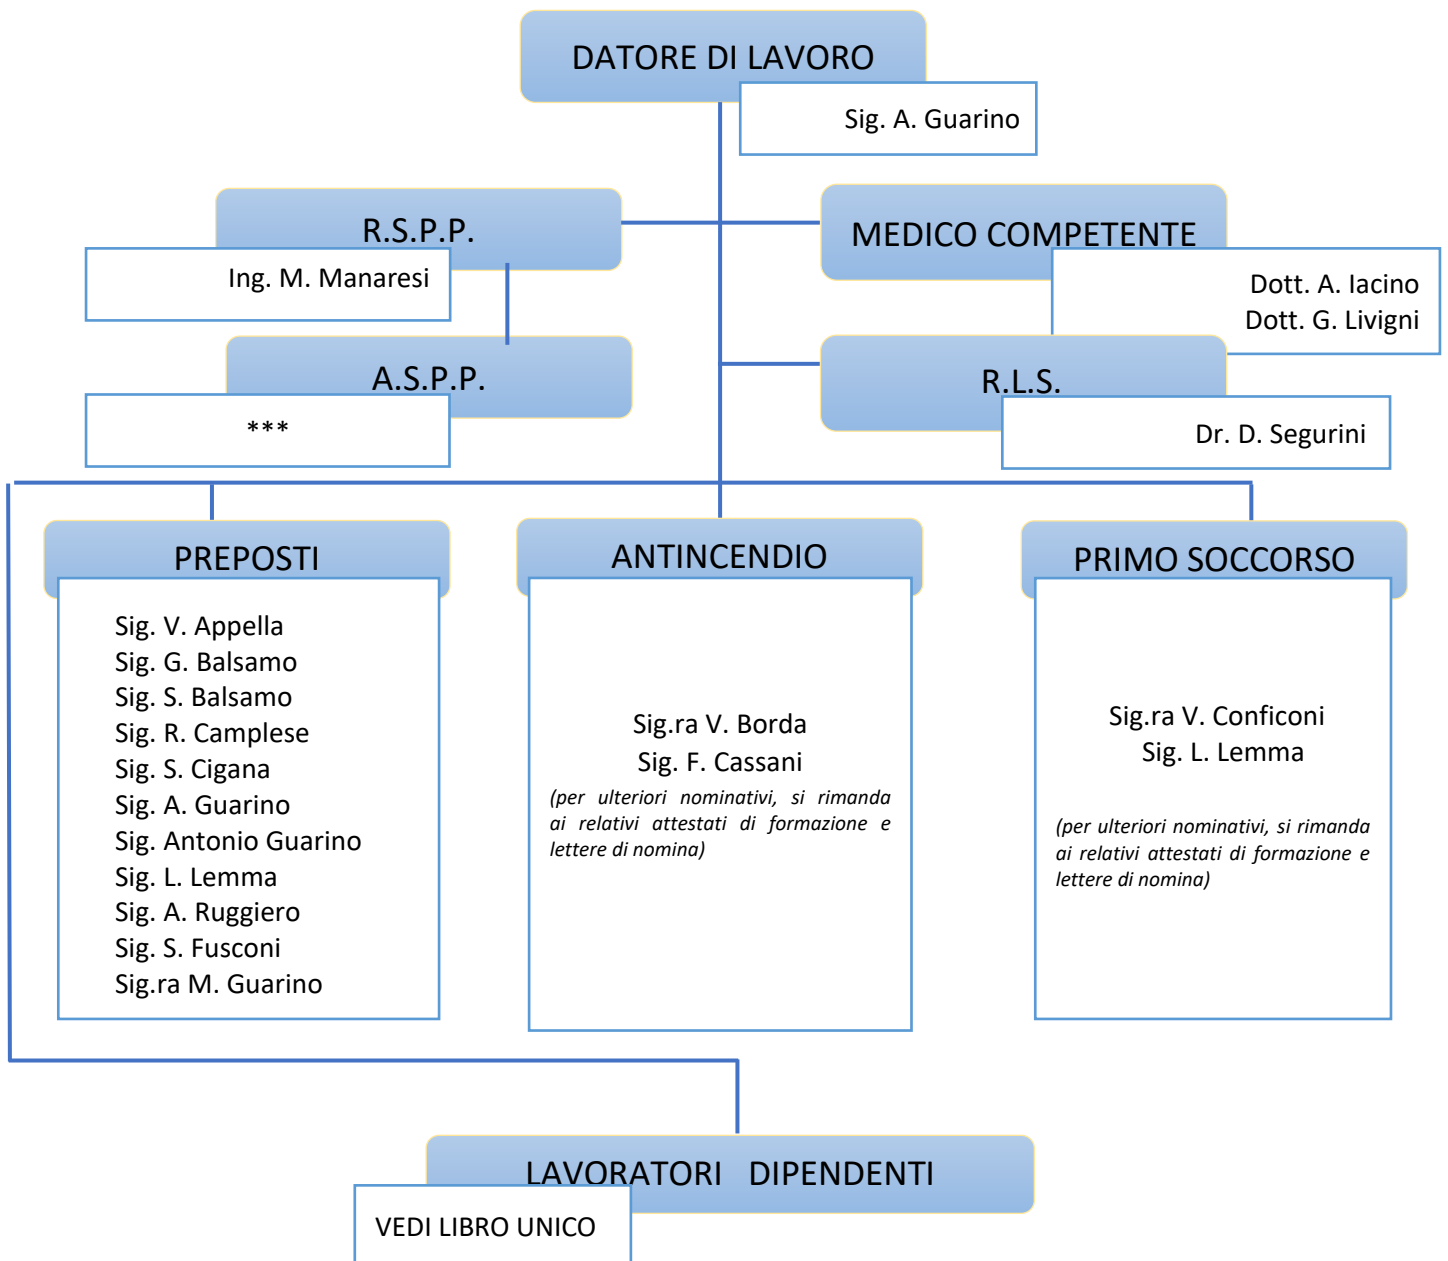 DATORE DI LAVORO
Sig. A. Guarino
R.S.P.P.
Ing. M. Manaresi
MEDICO COMPETENTE
Dott. A. Iacino
Dott. G. Livigni
A.S.P.P.
***
R.L.S.
Dr. D. Segurini
PREPOSTI
Sig. V. Appella
Sig. G. Balsamo
Sig. S. Balsamo
Sig. R. Camplese
Sig. S. Cigana
Sig. A. Guarino
Sig. Antonio Guarino
Sig. L. Lemma
Sig. A. Ruggiero
Sig. S. Fusconi
Sig.ra M. Guarino
ANTINCENDIO
Sig.ra V. Borda
Sig. F. Cassani
(per ulteriori nominativi, si rimanda
ai relativi attestati di formazione e
lettere di nomina)
PRIMO SOCCORSO
Sig.ra V. Conficoni
Sig. L. Lemma
(per ulteriori nominativi, si rimanda
ai relativi attestati di formazione e
lettere di nomina)
LAVORATORI DIPENDENTI
VEDI LIBRO UNICO